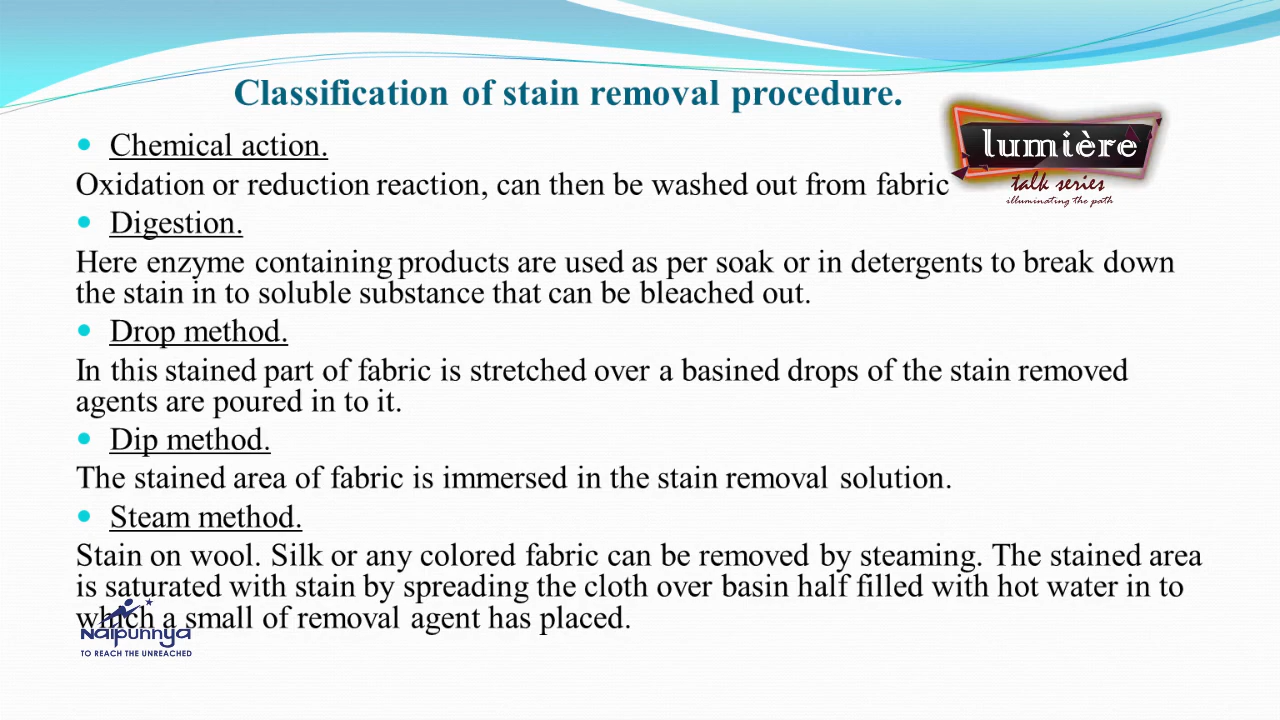 Classification of stain removal procedure.
lumière
talk series
illuminating the path
Chemical action.
Oxidation or reduction reaction, can then be washed out from fabric
Digestion.
Here enzyme containing products are used as per soak or in detergents to break down
the stain in to soluble substance that can be bleached out.
Drop method.
In this stained part of fabric is stretched over a basined drops of the stain removed
agents are poured in to it.
Dip method.
The stained area of fabric is immersed in the stain removal solution.
Steam method.
Stain on wool. Silk or any colored fabric can be removed by steaming. The stained area
is saturated with stain by spreading the cloth over basin half filled with hot water in to
which a small of removal agent has placed.
Naipunnya
TO REACH THE UNREACHED